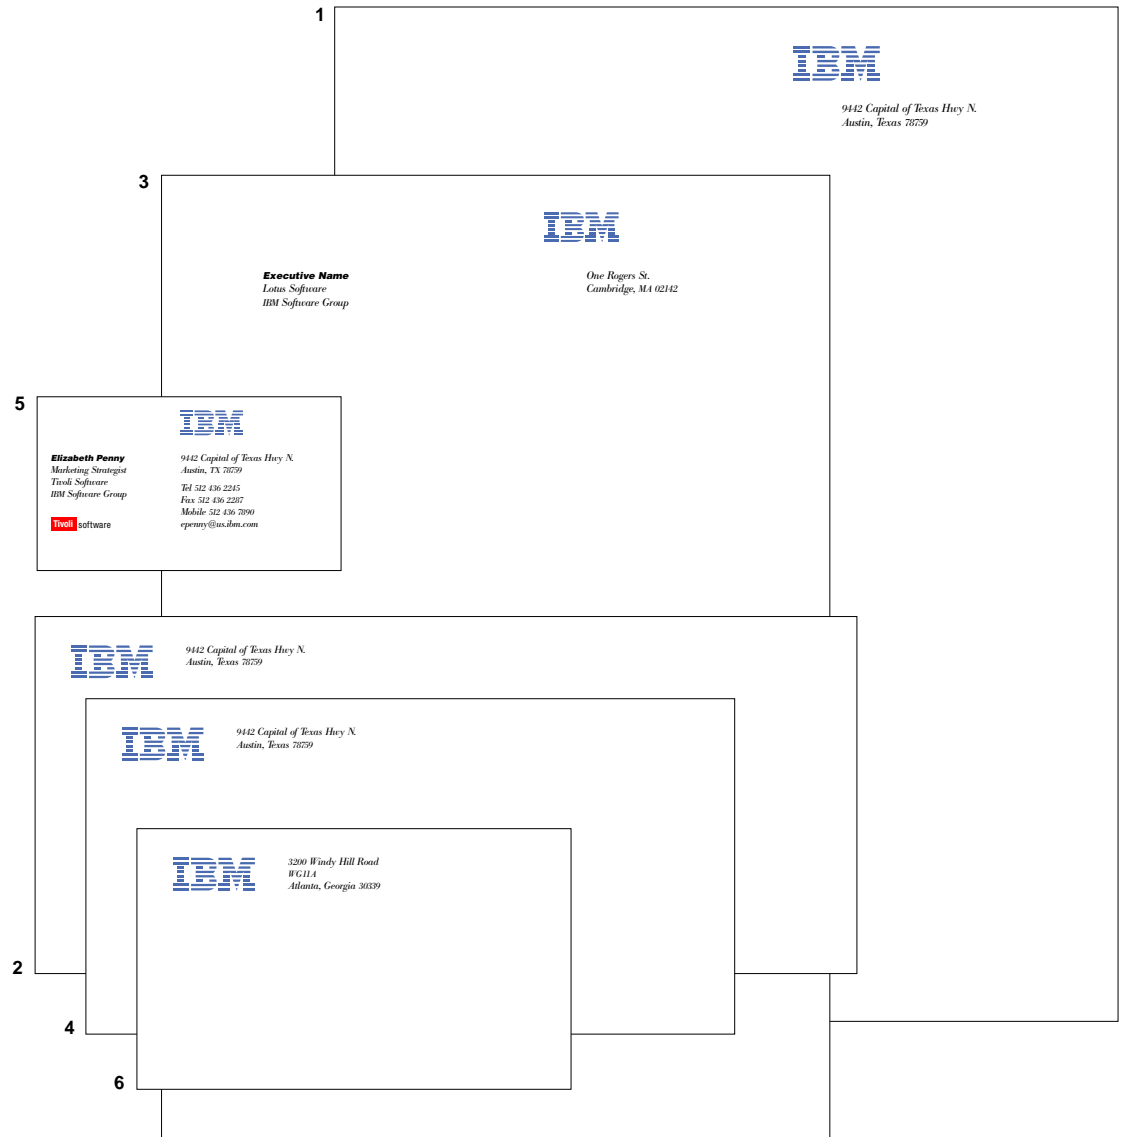 1
IBM
9442 Capital of Texas Hwy N.
Austin, Texas 78759
3
IBM
Executive Name
Lotus Software
IBM Software Group
One Rogers St.
Cambridge, MA 02142
5
IBM
Elizabeth Penny
Marketing Strategist
Tivoli Software
IBM Software Group
Tivoli software
9442 Capital of Texas Hwy N.
Austin, TX 78759
Tel 512 436 2245
Fax 512 436 2287
Mobile 512 436 7890
epenny@us.ibm.com
IBM
9442 Capital of Texas Hwy N.
Austin, Texas 78759
2
IBM
9442 Capital of Texas Hwy N.
Austin, Texas 78759
4
IBM
3200 Windy Hill Road
WG11A
Atlanta, Georgia 30339
6